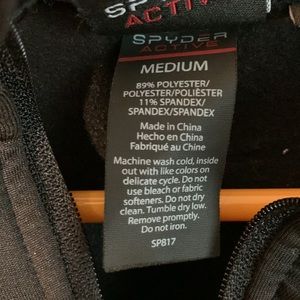 SPYDER
ACTIVE
SPYDER
ACTIVE
MEDIUM
89% POLYESTER/
POLYESTER/POLIÉSTER
11% SPANDEX/
SPANDEX/SPANDEX
Made in China
Hecho en China
Fabriqué au Chine
Machine wash cold, inside
out with like colors on
delicate cycle. Do not
use bleach or fabric
softeners. Do not dry
clean. Tumble dry low.
Remove promptly.
Do not iron.
SP817